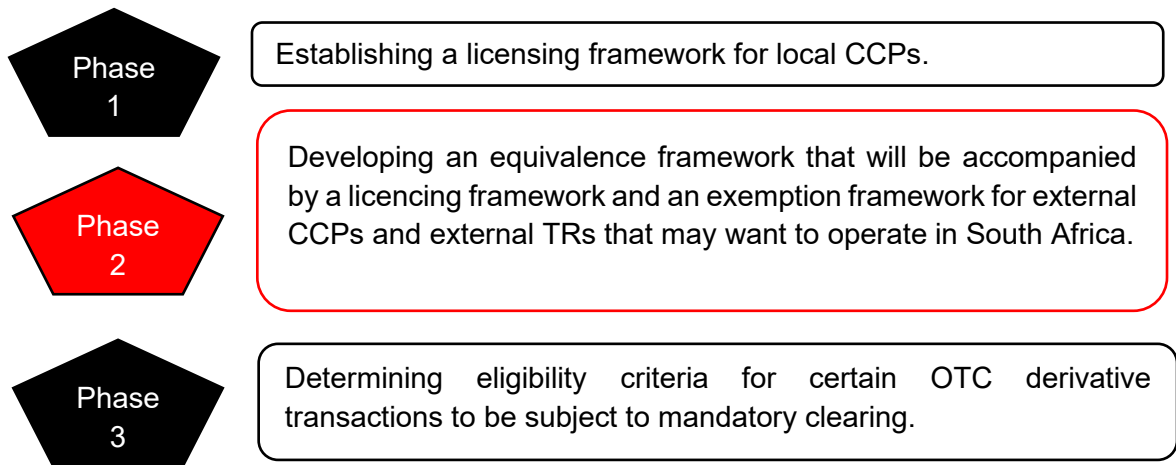 Phase
1
Establishing a licensing framework for local CCPs.
Phase
2
Developing an equivalence framework that will be accompanied
by a licencing framework and an exemption framework for external
CCPs and external TRs that may want to operate in South Africa.
Phase
3
Determining eligibility criteria for certain OTC derivative
transactions to be subject to mandatory clearing.